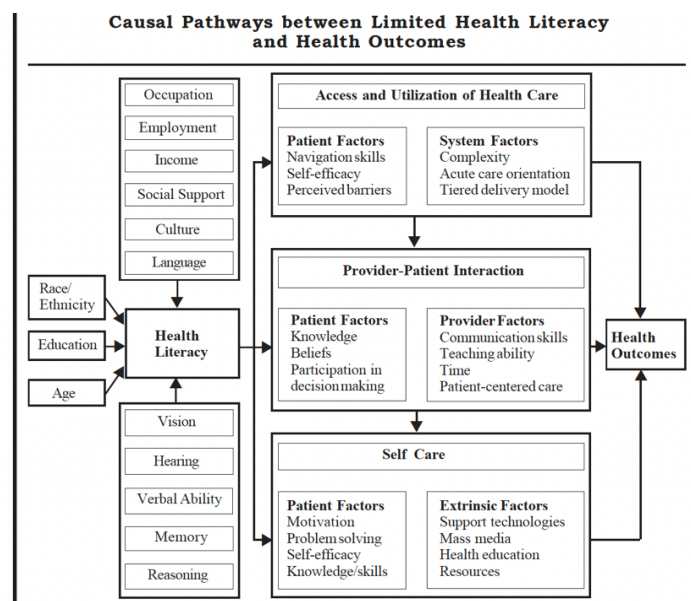 Causal Pathways between Limited Health Literacy
and Health Outcomes
Occupation
Employment
Income
Social Support
Culture
Language
Race/
Ethnicity
Education
Age
Health
Literacy
Vision
Hearing
Verbal Ability
Memory
Reasoning
Access and Utilization of Health Care
Patient Factors
Navigation skills
Self-efficacy
Perceived barriers
System Factors
Complexity
Acute care orientation
Tiered delivery model
Provider-Patient Interaction
Patient Factors
Knowledge
Beliefs
Participation in
decision making
Provider Factors
Communication skills
Teaching ability
Time
Patient-centered care
Self Care
Patient Factors
Motivation
Problem solving
Self-efficacy
Knowledge/skills
Extrinsic Factors
Support technologies
Mass media
Health education
Resources
Health
Outcomes